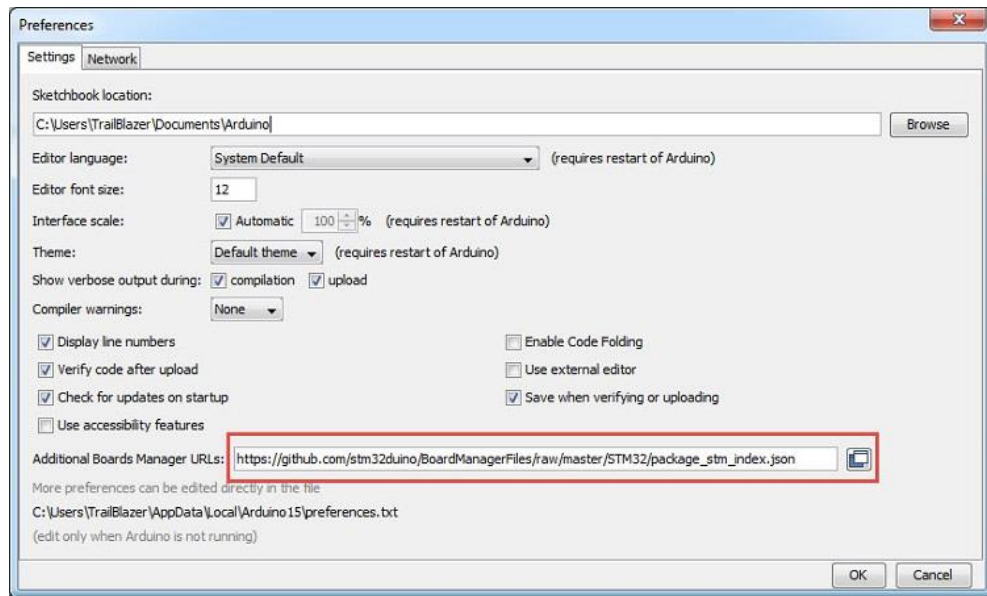 Preferences
Settings Network
Sketchbook location:
C:\Users\TrailBlazer\Documents\Arduino Browse
Editor language: System Default (requires restart of Arduino)
Editor font size: 12
Interface scale: Automatic 100 % (requires restart of Arduino)
Theme: Default theme (requires restart of Arduino)
Show verbose output during: compilation upload
Compiler warnings: None
Display line numbers Enable Code Folding
Verify code after upload Use external editor
Check for updates on startup Save when verifying or uploading
Use accessibility features
Additional Boards Manager URLs: https://github.com/stm32duino/BoardManagerFiles/raw/master/STM32/package_stm_index.json
More preferences can be edited directly in the file
C:\Users\TrailBlazer\AppData\Local\Arduino15\preferences.txt
(edit only when Arduino is not running)
OK Cancel